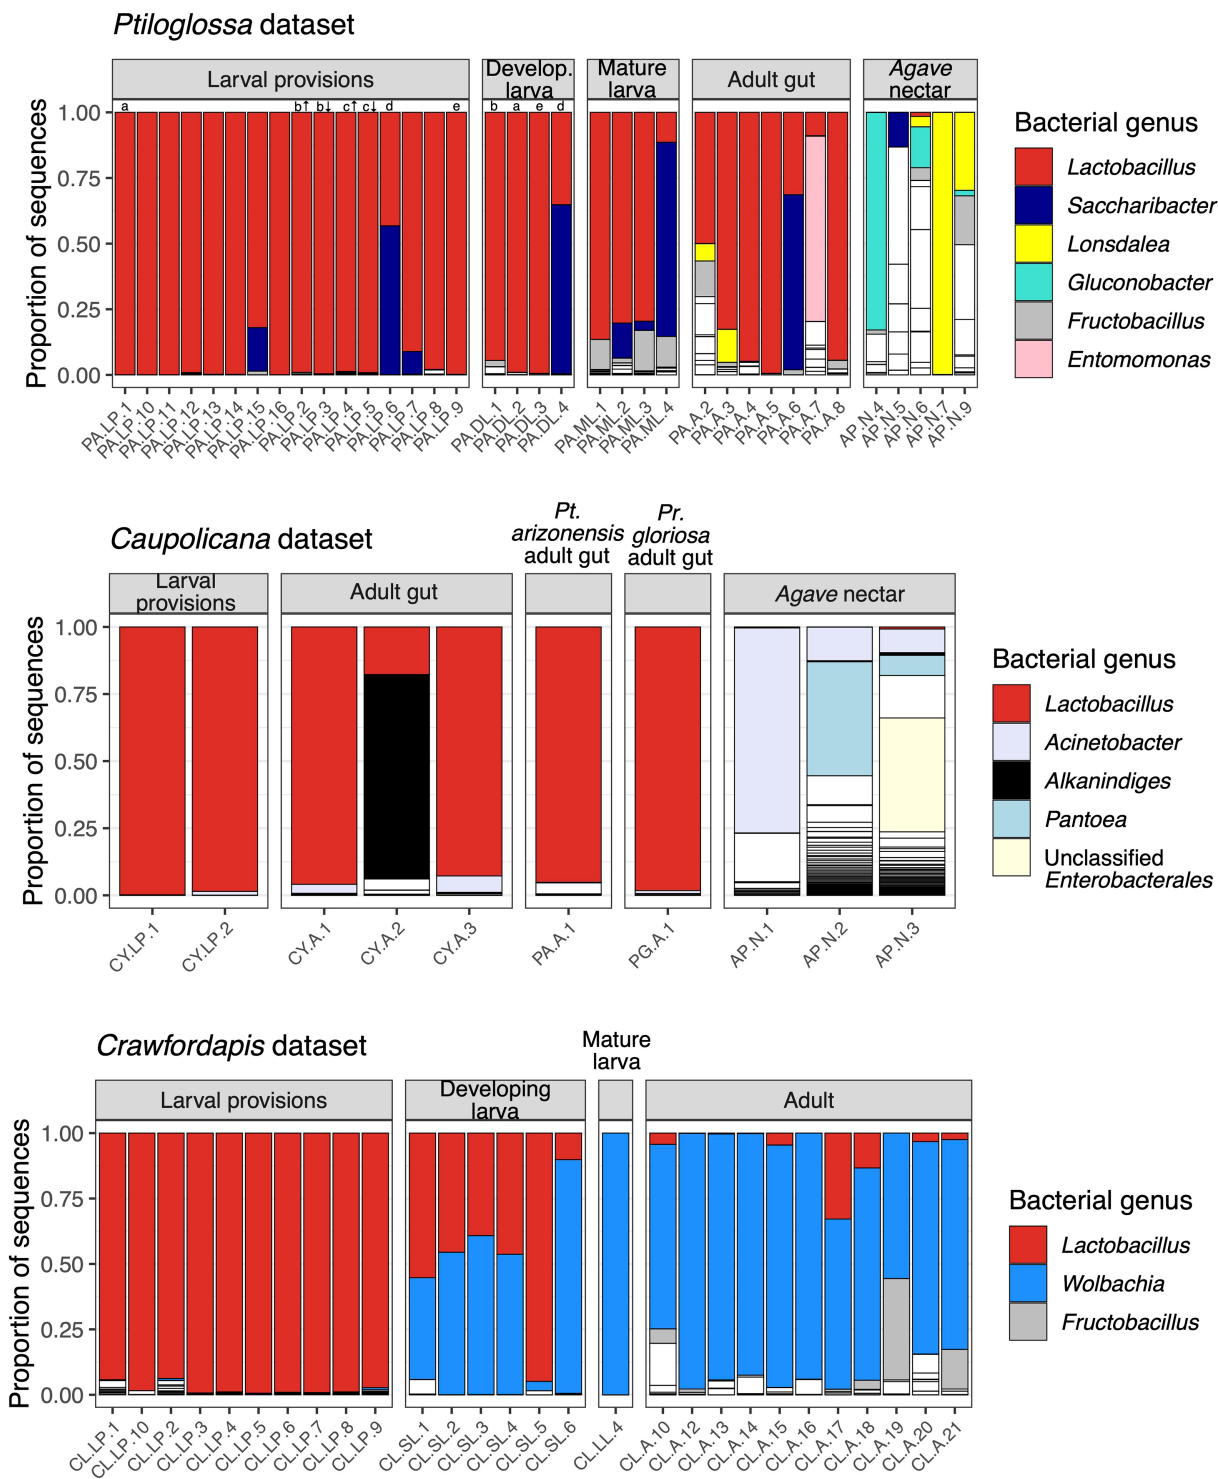 Ptiloglossa dataset
Larval provisions
Develop.
larva
Mature
larva
Adult gut
Agave
nectar
a b↑ b↓ c↑ c↓ d e
b a e d
Proportion of sequences
1.00
0.75
0.50
0.25
0.00
PA.LP.1
PA.LP.10
PA.LP.11
PA.LP.12
PA.LP.13
PA.LP.14
PA.LP.15
PA.LP.16
PA.LP.2
PA.LP.3
PA.LP.4
PA.LP.5
PA.LP.6
PA.LP.7
PA.LP.8
PA.LP.9
PA.DL.1
PA.DL.2
PA.DL.3
PA.DL.4
PA.ML.1
PA.ML.2
PA.ML.3
PA.ML.4
PA.A.2
PA.A.3
PA.A.4
PA.A.5
PA.A.6
PA.A.7
PA.A.8
AP.N.4
AP.N.5
AP.N.6
AP.N.7
AP.N.9
Bacterial genus
Lactobacillus
Saccharibacter
Lonsdalea
Gluconobacter
Fructobacillus
Entomomonas
Caupolicana dataset
Larval
provisions
Adult gut
Pt.
arizonensis
adult gut
Pr.
gloriosa
adult gut
Agave nectar
Proportion of sequences
1.00
0.75
0.50
0.25
0.00
CY.LP.1
CY.LP.2
CY.A.1
CY.A.2
CY.A.3
PA.A.1
PG.A.1
AP.N.1
AP.N.2
AP.N.3
Bacterial genus
Lactobacillus
Acinetobacter
Alkanindiges
Pantoea
Unclassified
Enterobacterales
Crawfordapis dataset
Larval provisions
Developing
larva
Mature
larva
Adult
Proportion of sequences
1.00
0.75
0.50
0.25
0.00
CL.LP.1
CL.LP.10
CL.LP.2
CL.LP.3
CL.LP.4
CL.LP.5
CL.LP.6
CL.LP.7
CL.LP.8
CL.LP.9
CL.SL.1
CL.SL.2
CL.SL.3
CL.SL.4
CL.SL.5
CL.SL.6
CL.LL.4
CL.A.10
CL.A.12
CL.A.13
CL.A.14
CL.A.15
CL.A.16
CL.A.17
CL.A.18
CL.A.19
CL.A.20
CL.A.21
Bacterial genus
Lactobacillus
Wolbachia
Fructobacillus